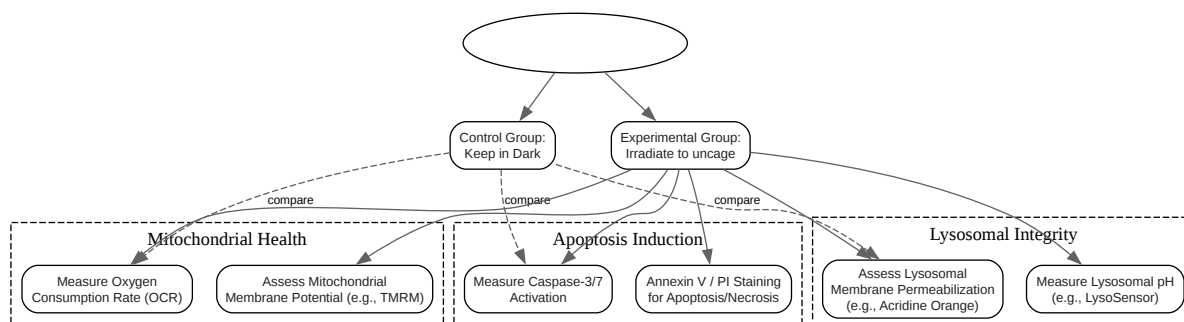 Control Group:
Keep in Dark
Experimental Group:
Irradiate to uncage
compare
compare
compare
Mitochondrial Health
Measure Oxygen
Consumption Rate (OCR)
Assess Mitochondrial
Membrane Potential (e.g., TMRM)
Apoptosis Induction
Measure Caspase-3/7
Activation
Annexin V / PI Staining
for Apoptosis/Necrosis
Lysosomal Integrity
Assess Lysosomal
Membrane Permeabilization
(e.g., Acridine Orange)
Measure Lysosomal pH
(e.g., LysoSensor)